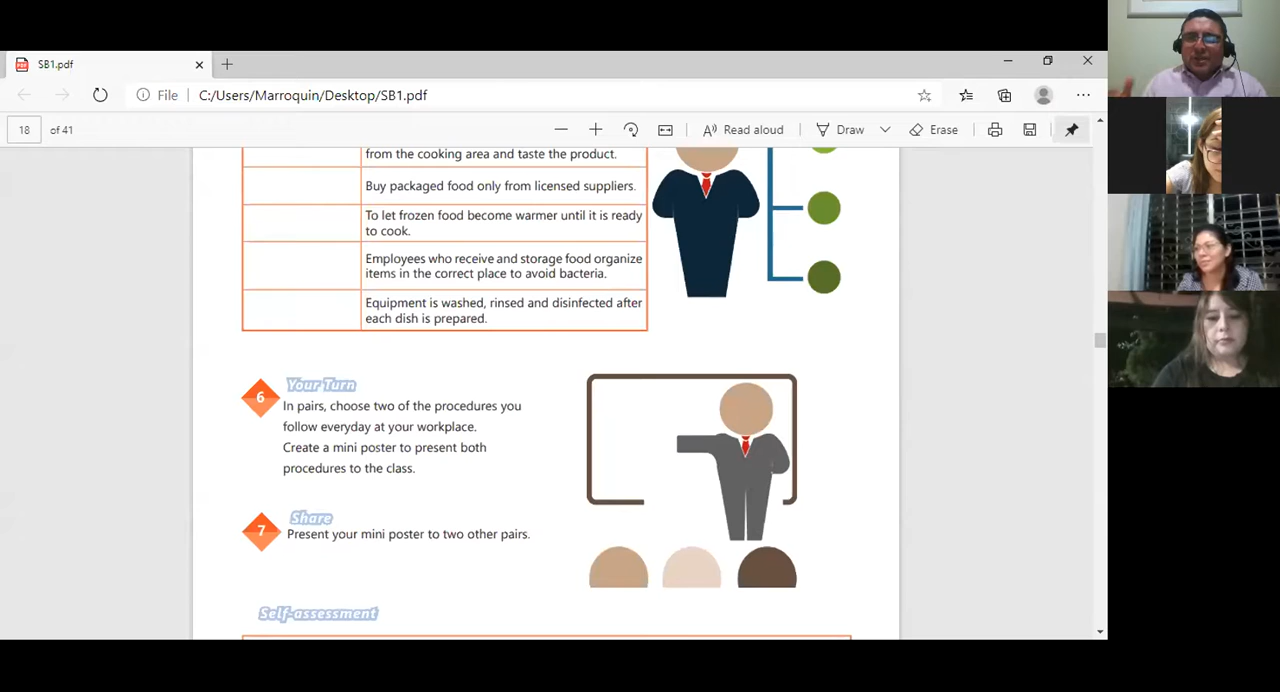 SB1.pdf
File C:/Users/Marroquin/Desktop/SB1.pdf
18 of 41 Read aloud Draw Erase
from the cooking area and taste the product.
Buy packaged food only from licensed suppliers.
To let frozen food become warmer until it is ready
to cook.
Employees who receive and storage food organize
items in the correct place to avoid bacteria.
Equipment is washed, rinsed and disinfected after
each dish is prepared.
6 Your Turn
In pairs, choose two of the procedures you
follow everyday at your workplace.
Create a mini poster to present both
procedures to the class.
7 Share
Present your mini poster to two other pairs.
Self-assessment